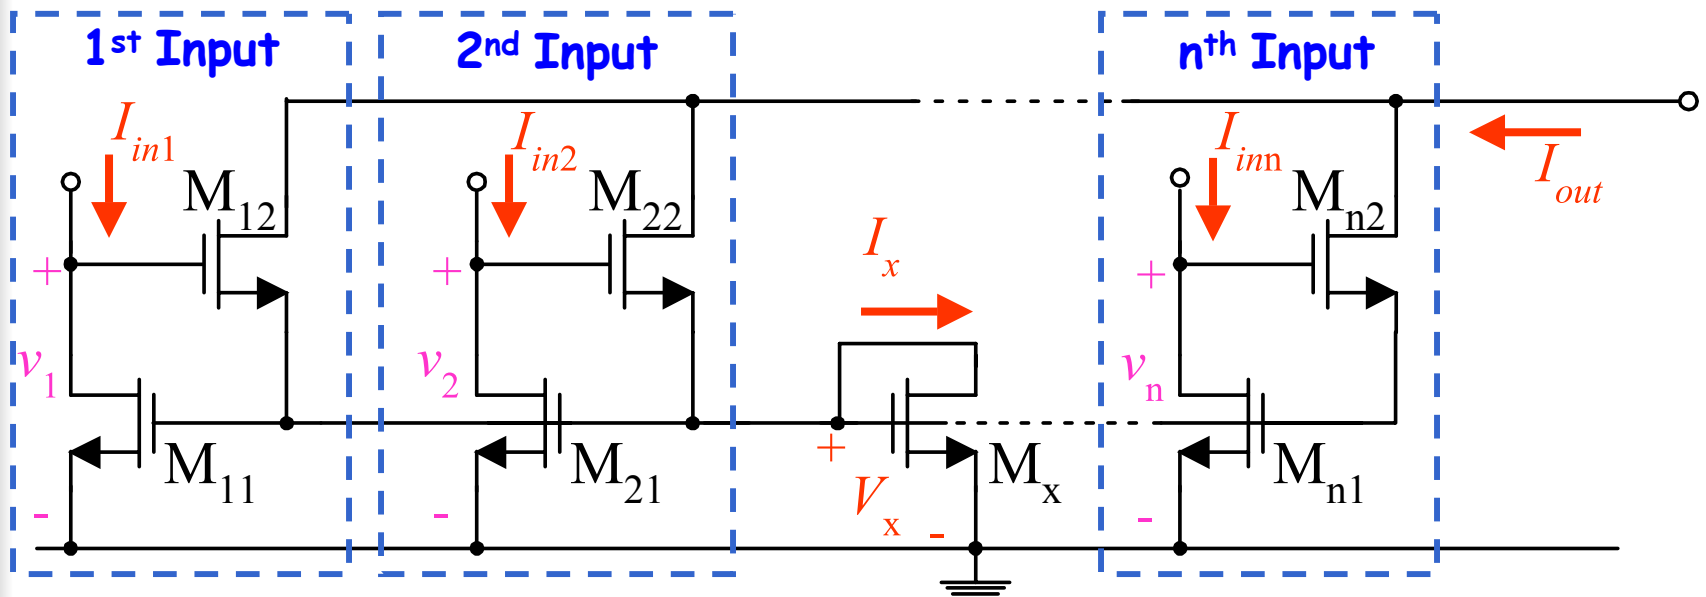 1st Input
2nd Input
nth Input
Iin1
Iin2
Iinn
Iout
M12
M22
Mn2
Ix
+
+
+
v1
v2
vn
M11
M21
+
Vx
-
Mx
Mn1
-
-
-